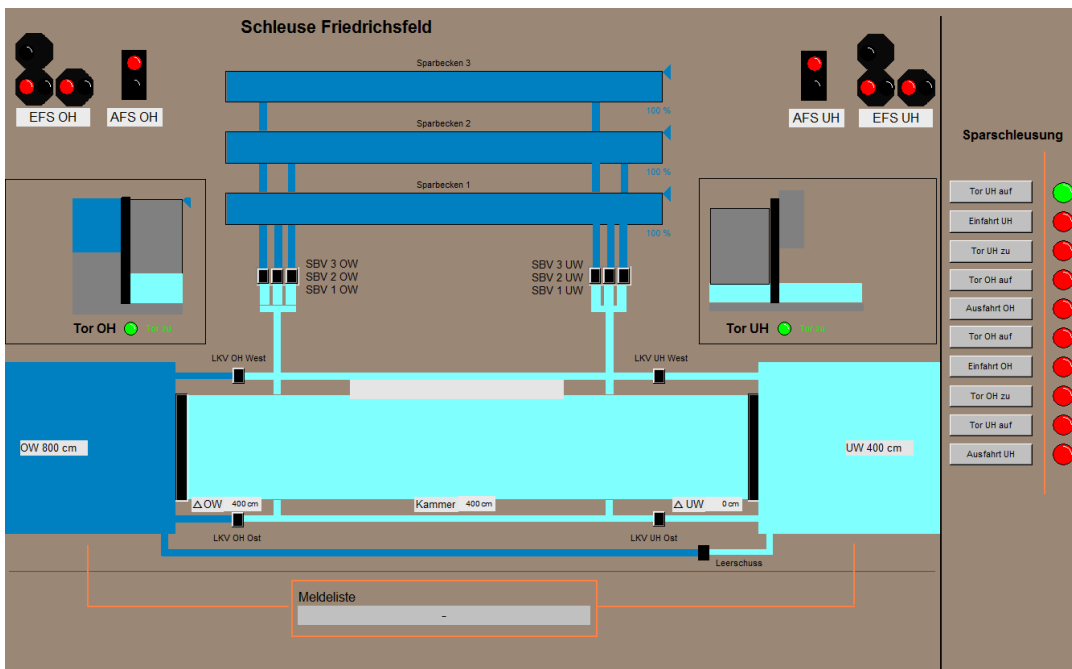 Schleuse Friedrichsfeld
EFS OH
AFS OH
Sparbecken 3
100 %
Sparbecken 2
100 %
Sparbecken 1
100 %
AFS UH
EFS UH
SBV 3 OW
SBV 2 OW
SBV 1 OW
SBV 3 UW
SBV 2 UW
SBV 1 UW
Tor OH
Tor zu
Tor UH
Tor zu
LKV OH West
LKV UH West
OW 800 cm
UW 400 cm
△ OW 400 cm
Kammer 400 cm
△ UW 0 cm
LKV OH Ost
LKV UH Ost
Leerschuss
Meldeliste
-
Sparschleusung
Tor UH auf
Einfahrt UH
Tor UH zu
Tor OH auf
Ausfahrt OH
Tor OH auf
Einfahrt OH
Tor OH zu
Tor UH auf
Ausfahrt UH